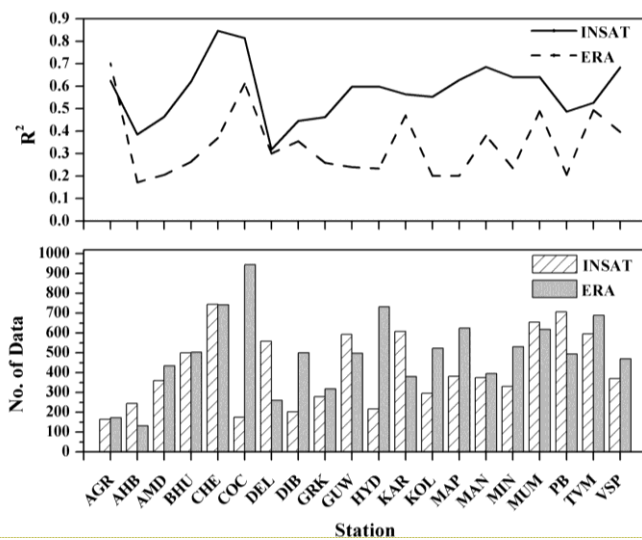 0.9
0.8
0.7
0.6
0.5
0.4
0.3
0.2
0.1
0.0
R²
INSAT
ERA
1000
900
800
700
600
500
400
300
200
100
0
No. of Data
INSAT
ERA
AGR
AHB
AMD
BHU
CHE
COC
DEL
DIB
GRK
GUW
HYD
KAR
KOL
MAP
MAN
MIN
MUM
PB
TVM
VSP
Station